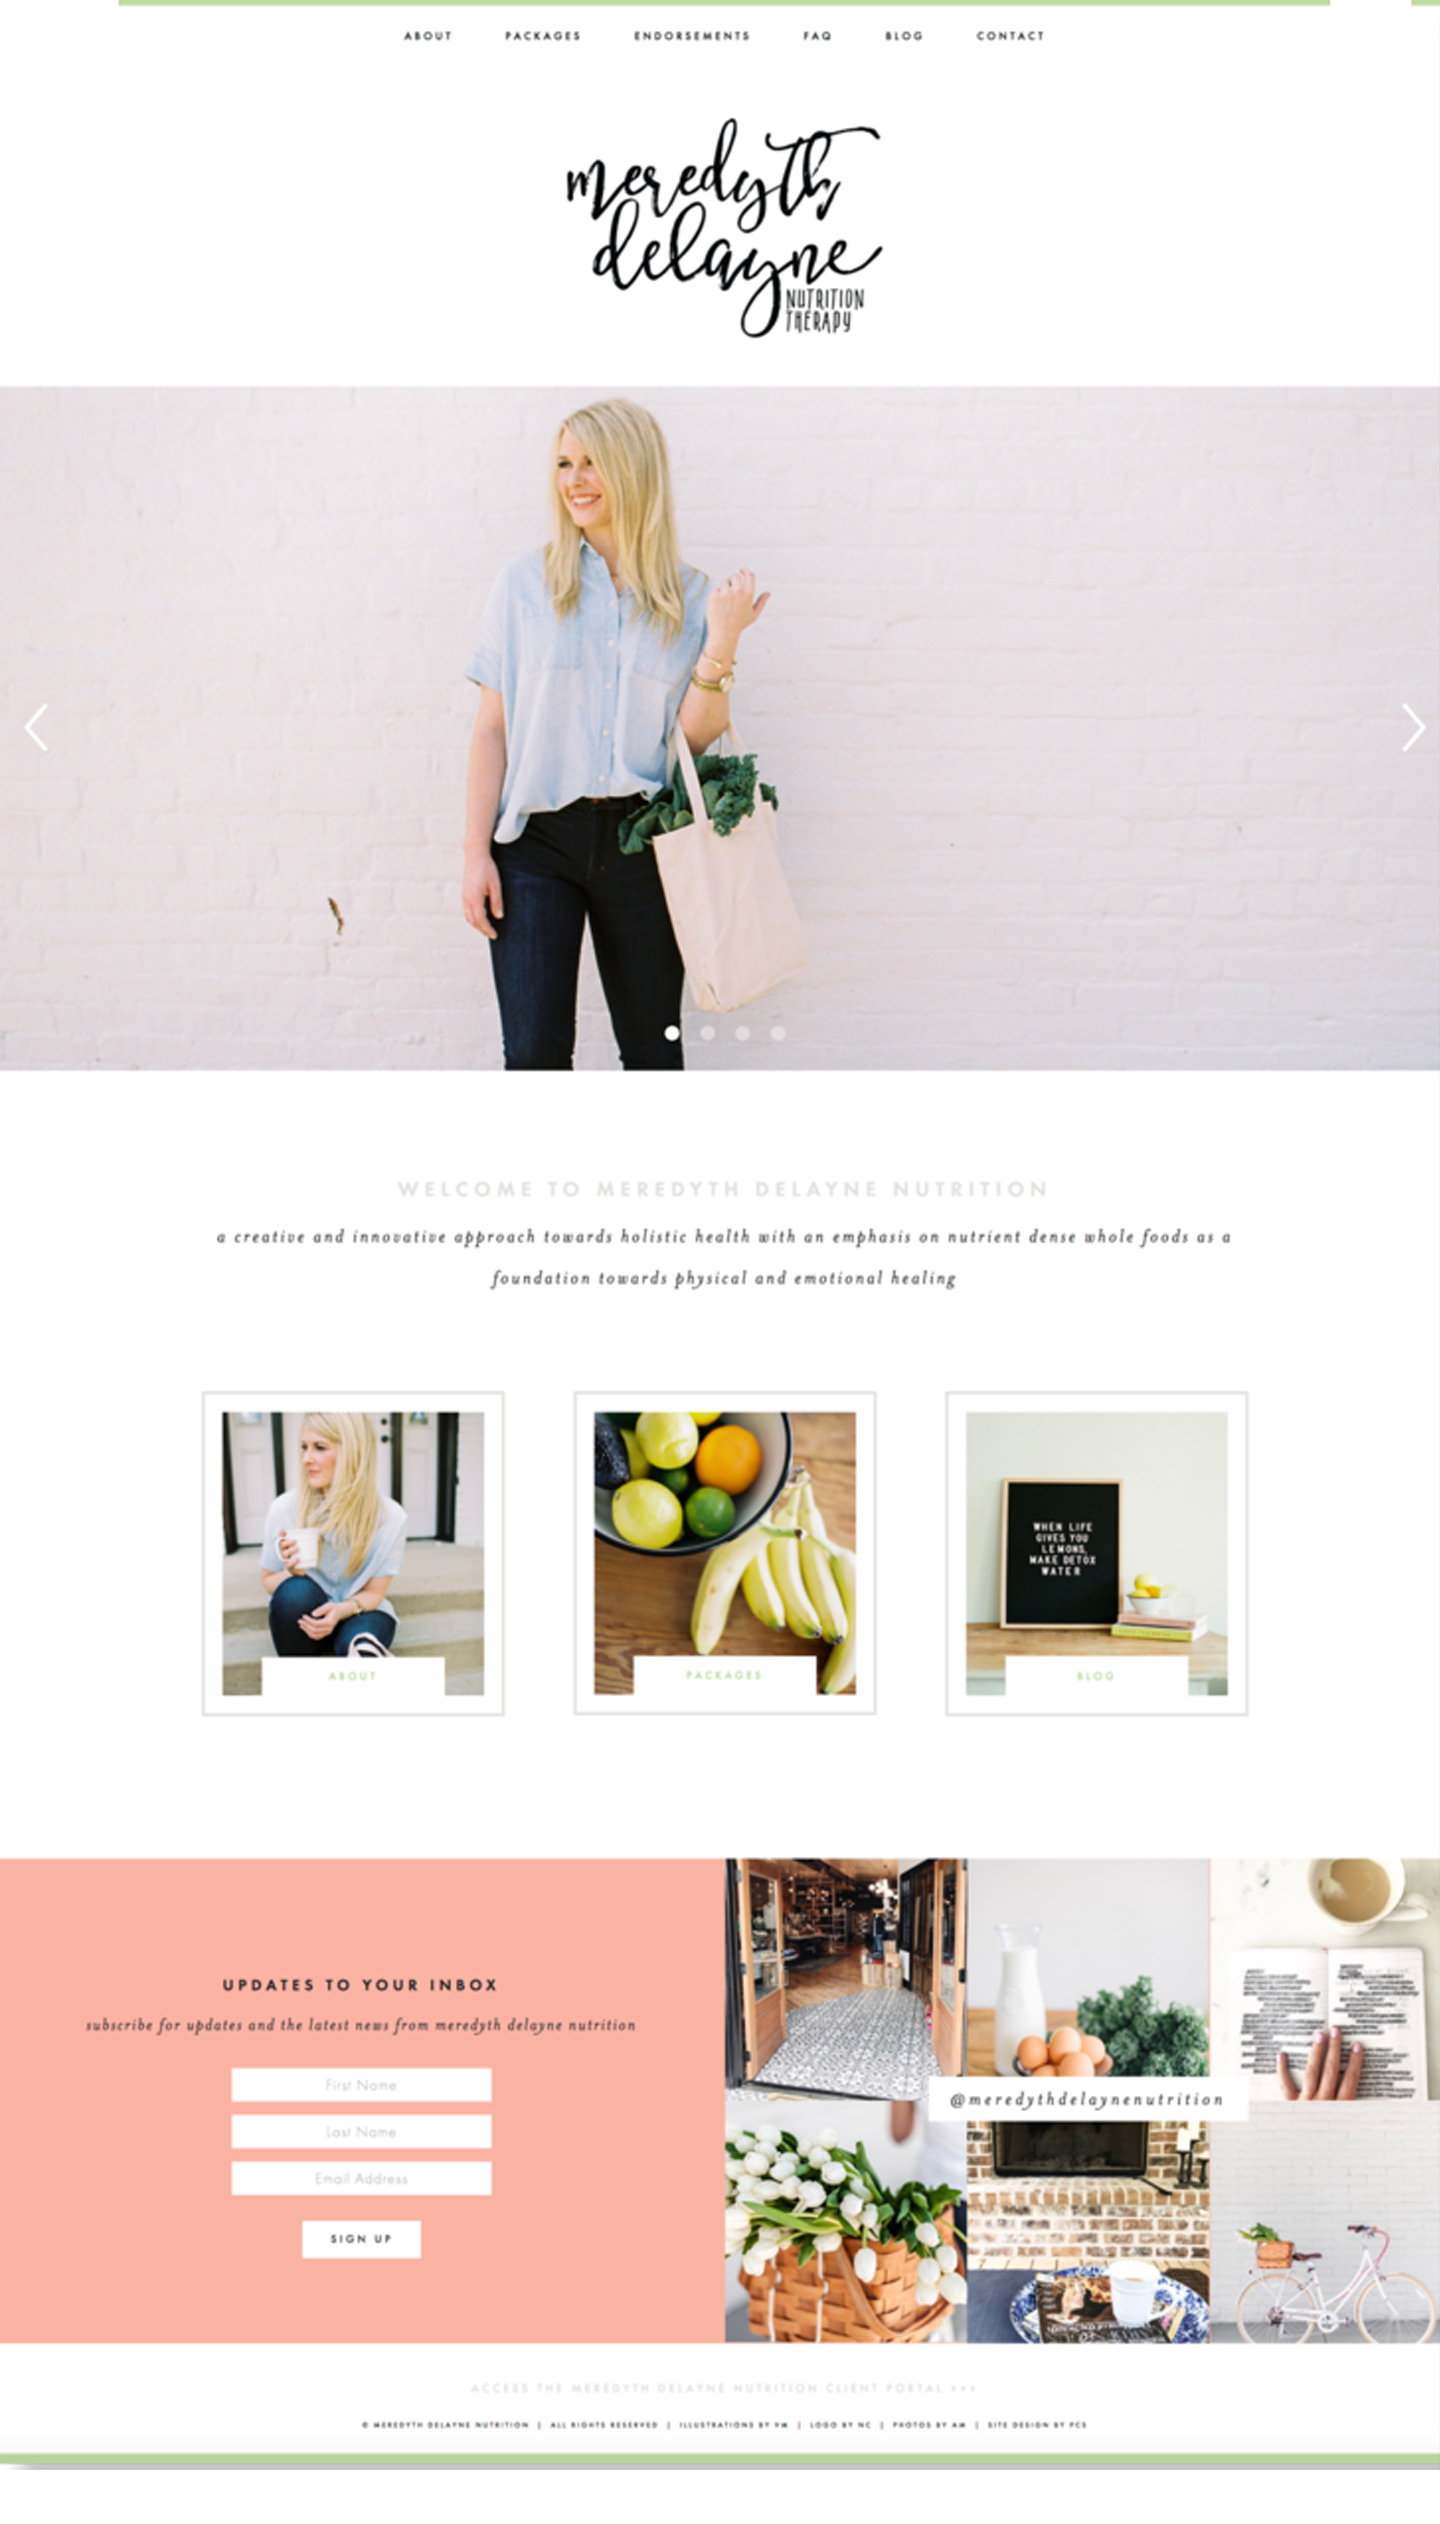 ABOUT PACKAGES ENDORSEMENTS FAQ BLOG CONTACT
meredyth
delayne
NUTRITION
THERAPY
WELCOME TO MEREDYTH DELAYNE NUTRITION
a creative and innovative approach towards holistic health with an emphasis on nutrient dense whole foods as a
foundation towards physical and emotional healing
WHEN LIFE
GIVES YOU
LEMONS,
MAKE DETOX
WATER
ABOUT
PACKAGES
BLOG
UPDATES TO YOUR INBOX
subscribe for updates and the latest news from meredyth delayne nutrition
First Name
Last Name
Email Address
SIGN UP
@meredythdelaynenutrition
ACCESS THE MEREDYTH DELAYNE NUTRITION CLIENT PORTAL >>>
© MEREDYTH DELAYNE NUTRITION | ALL RIGHTS RESERVED | ILLUSTRATIONS BY VM | LOGO BY NC | PHOTOS BY AM | SITE DESIGN BY PCS